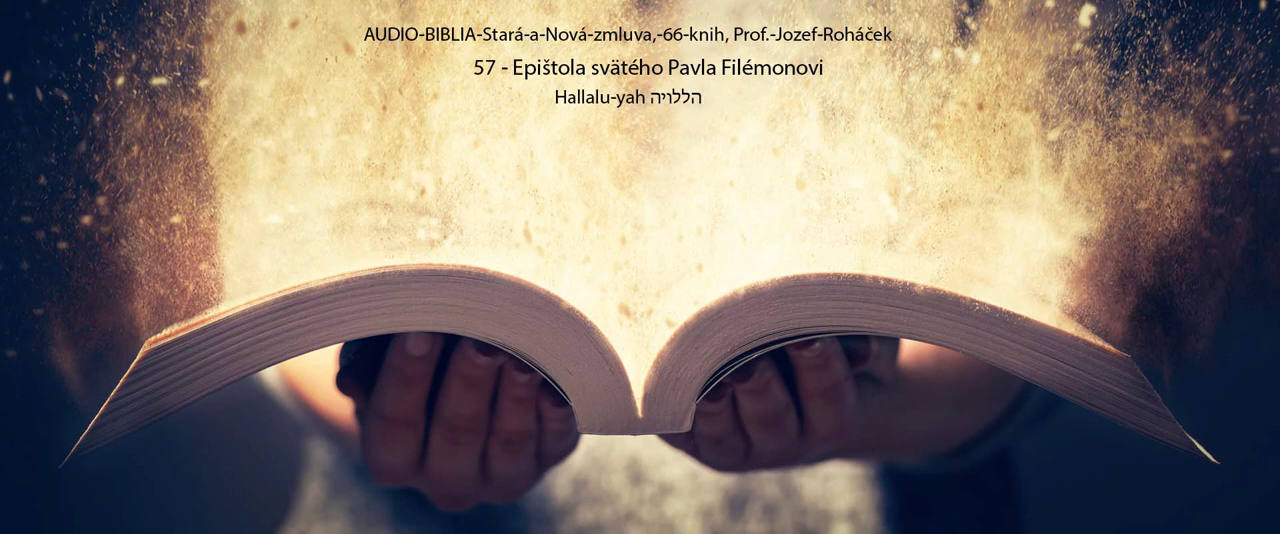 AUDIO-BIBLIA-Stará-a-Nová-zmluva,-66-knih, Prof.-Jozef-Roháček
57 - Epištola svätého Pavla Filémonovi
Hallalu-yah הללויה